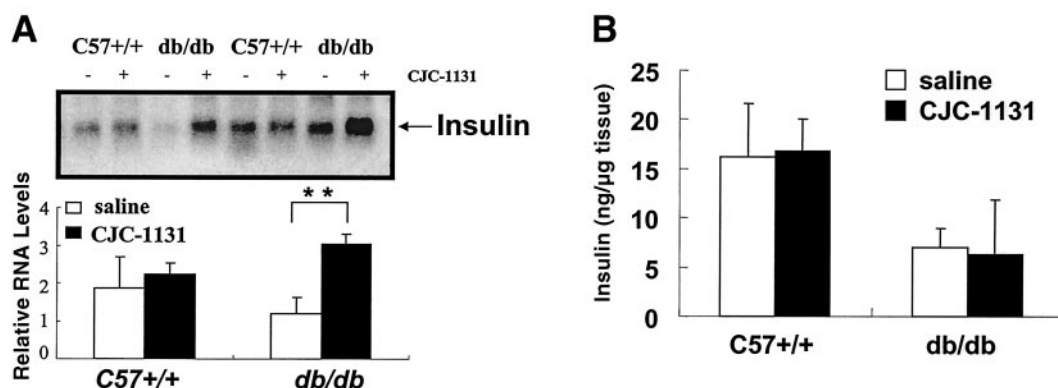 A
C57+/+ db/db C57+/+ db/db
- + - + - + - + CJC-1131
Insulin
**
Relative RNA Levels
4
3
2
1
0
saline
CJC-1131
C57+/+ db/db
B
Insulin (ng/µg tissue)
25
20
15
10
5
0
saline
CJC-1131
C57+/+ db/db